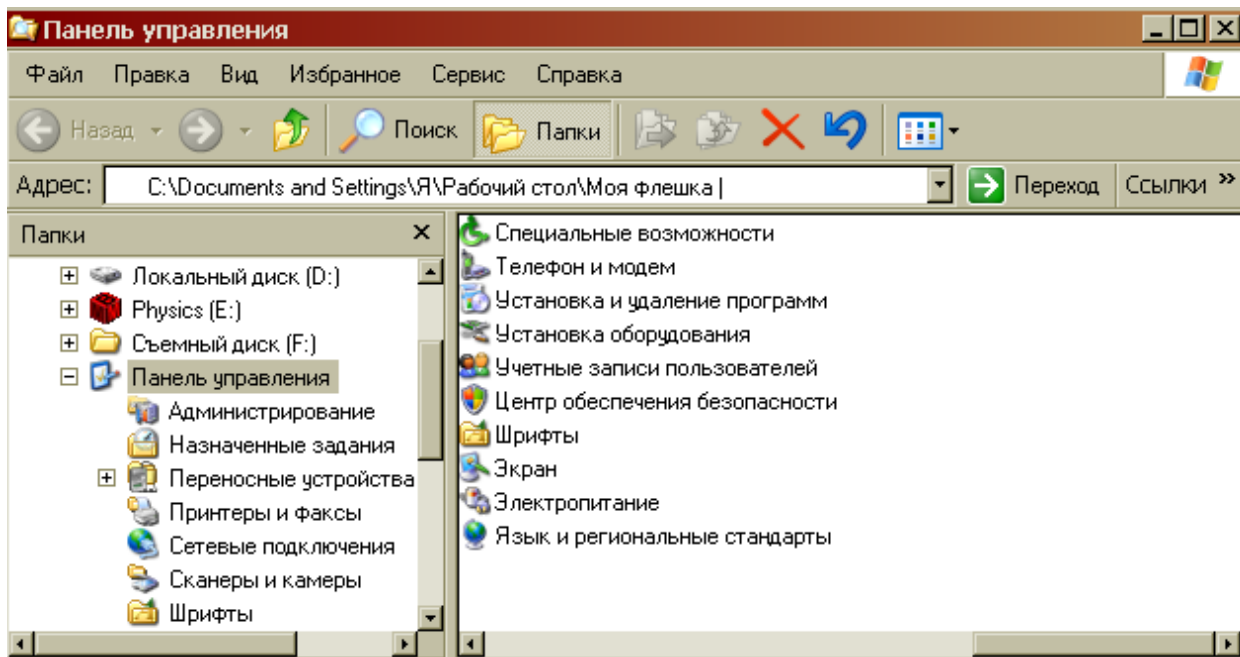 Панель управления
Файл Правка Вид Избранное Сервис Справка
Назад Поиск Папки
Адрес: C:\Documents and Settings\Я\Рабочий стол\Моя флешка | Переход Ссылки »
Папки
Локальный диск (D:)
Physics (E:)
Съемный диск (F:)
Панель управления
Администрирование
Назначенные задания
Переносные устройства
Принтеры и факсы
Сетевые подключения
Сканеры и камеры
Шрифты
Специальные возможности
Телефон и модем
Установка и удаление программ
Установка оборудования
Учетные записи пользователей
Центр обеспечения безопасности
Шрифты
Экран
Электропитание
Язык и региональные стандарты